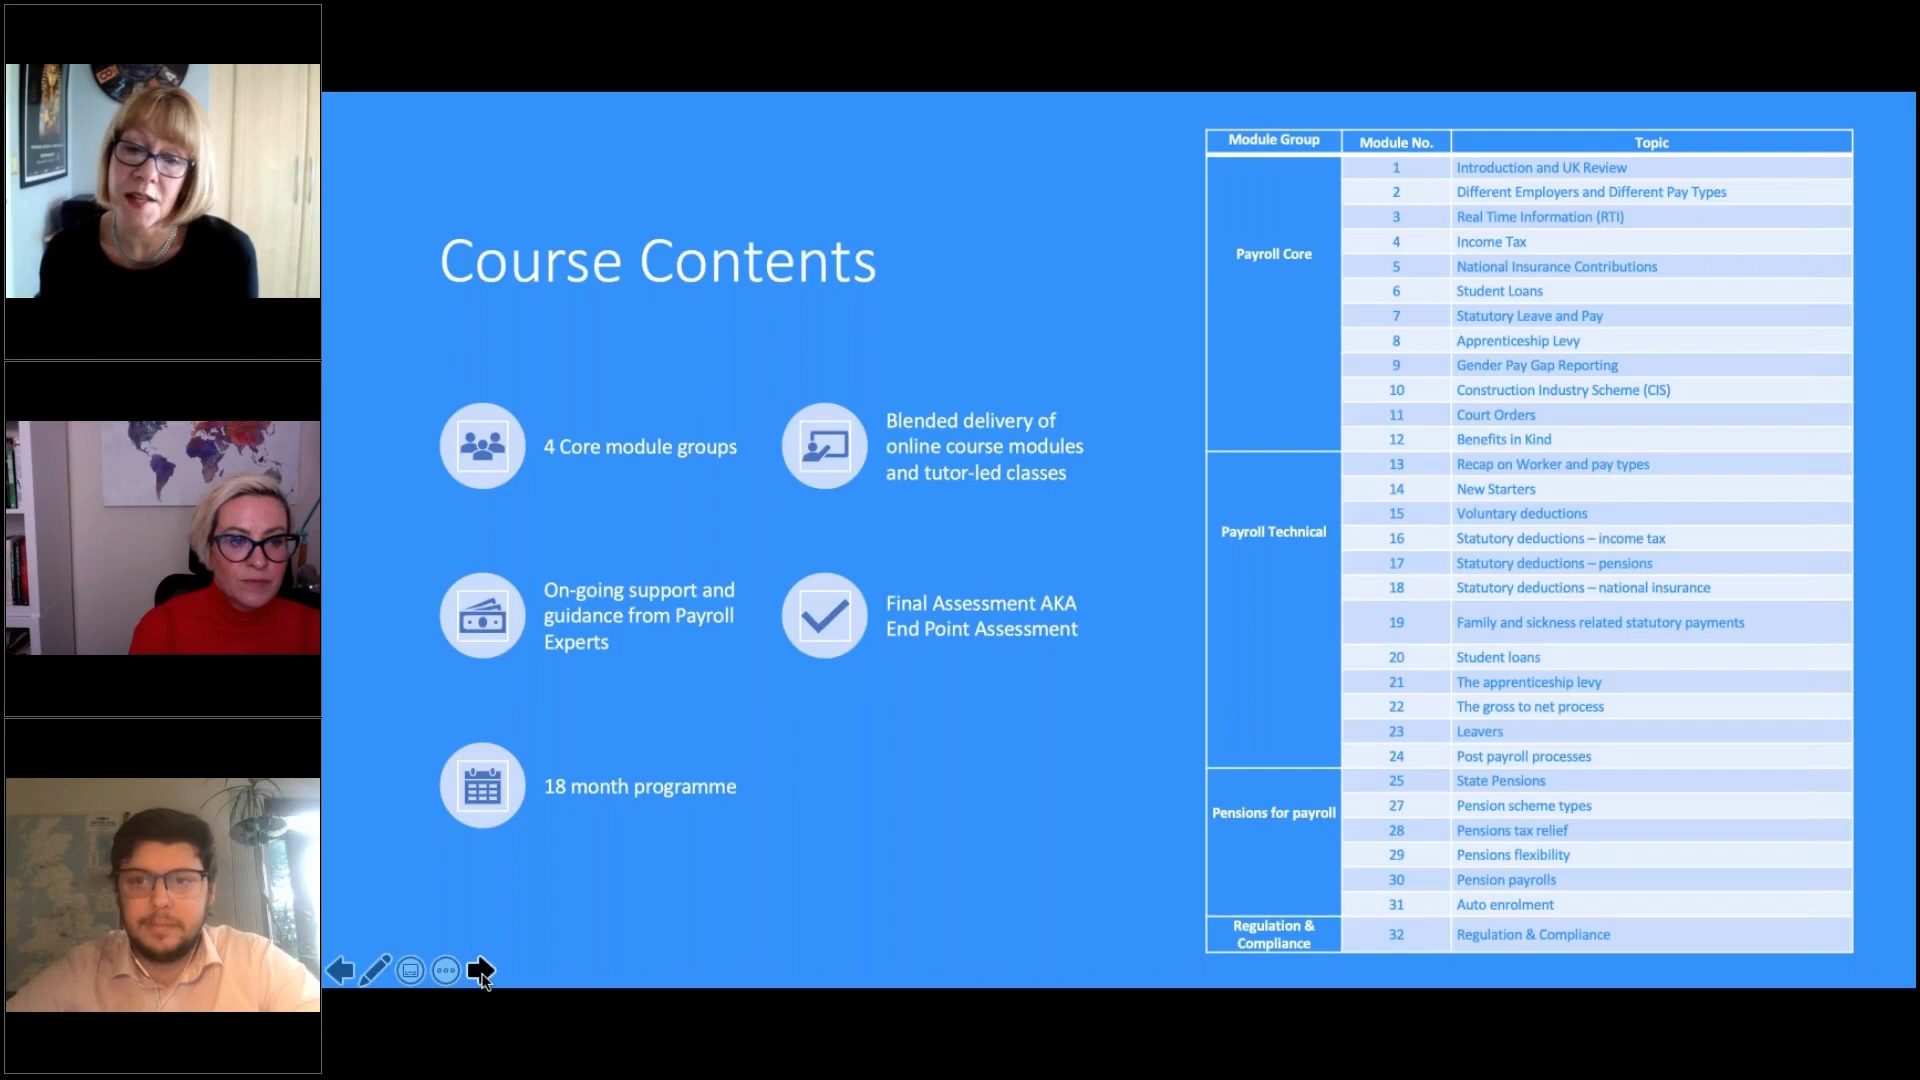 Course Contents
4 Core module groups
Blended delivery of
online course modules
and tutor-led classes
On-going support and
guidance from Payroll
Experts
Final Assessment AKA
End Point Assessment
18 month programme
Module Group Module No. Topic
Payroll Core
1 Introduction and UK Review
2 Different Employers and Different Pay Types
3 Real Time Information (RTI)
4 Income Tax
5 National Insurance Contributions
6 Student Loans
7 Statutory Leave and Pay
8 Apprenticeship Levy
9 Gender Pay Gap Reporting
10 Construction Industry Scheme (CIS)
11 Court Orders
12 Benefits in Kind
Payroll Technical
13 Recap on Worker and pay types
14 New Starters
15 Voluntary deductions
16 Statutory deductions – income tax
17 Statutory deductions – pensions
18 Statutory deductions – national insurance
19 Family and sickness related statutory payments
20 Student loans
21 The apprenticeship levy
22 The gross to net process
23 Leavers
24 Post payroll processes
Pensions for payroll
25 State Pensions
27 Pension scheme types
28 Pensions tax relief
29 Pensions flexibility
30 Pension payrolls
31 Auto enrolment
Regulation &
Compliance
32 Regulation & Compliance